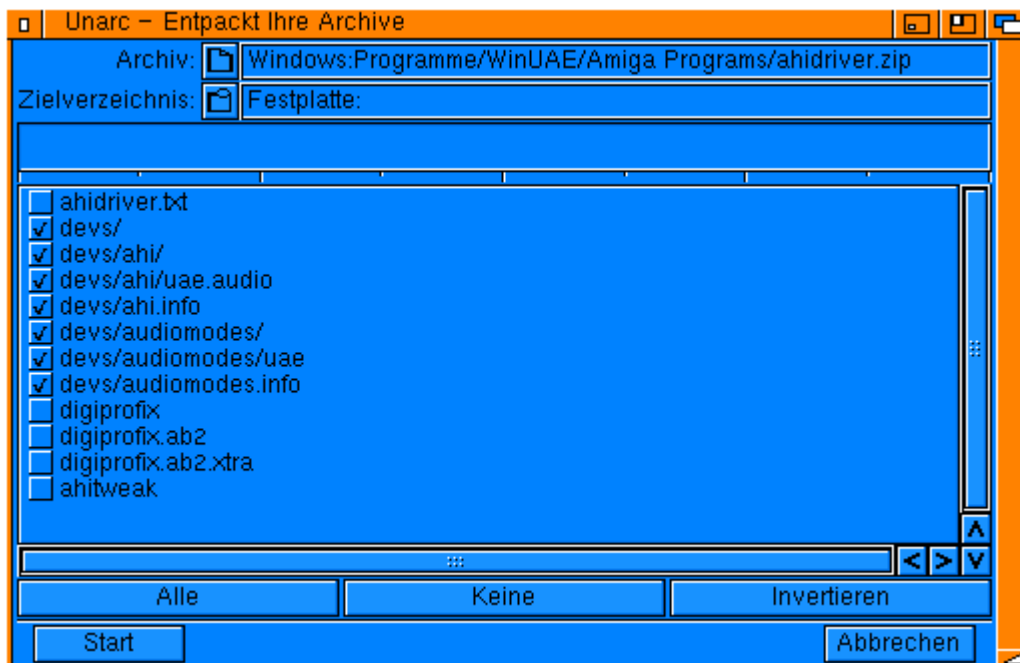 Unarc – Entpackt Ihre Archive
Archiv: Windows:Programme/WinUAE/Amiga Programs/ahidriver.zip
Zielverzeichnis: Festplatte:
ahidriver.txt
devs/
devs/ahi/
devs/ahi/uae.audio
devs/ahi.info
devs/audiomodes/
devs/audiomodes/uae
devs/audiomodes.info
digiprofix
digiprofix.ab2
digiprofix.ab2.xtra
ahitweak
Alle Keine Invertieren
Start Abbrechen